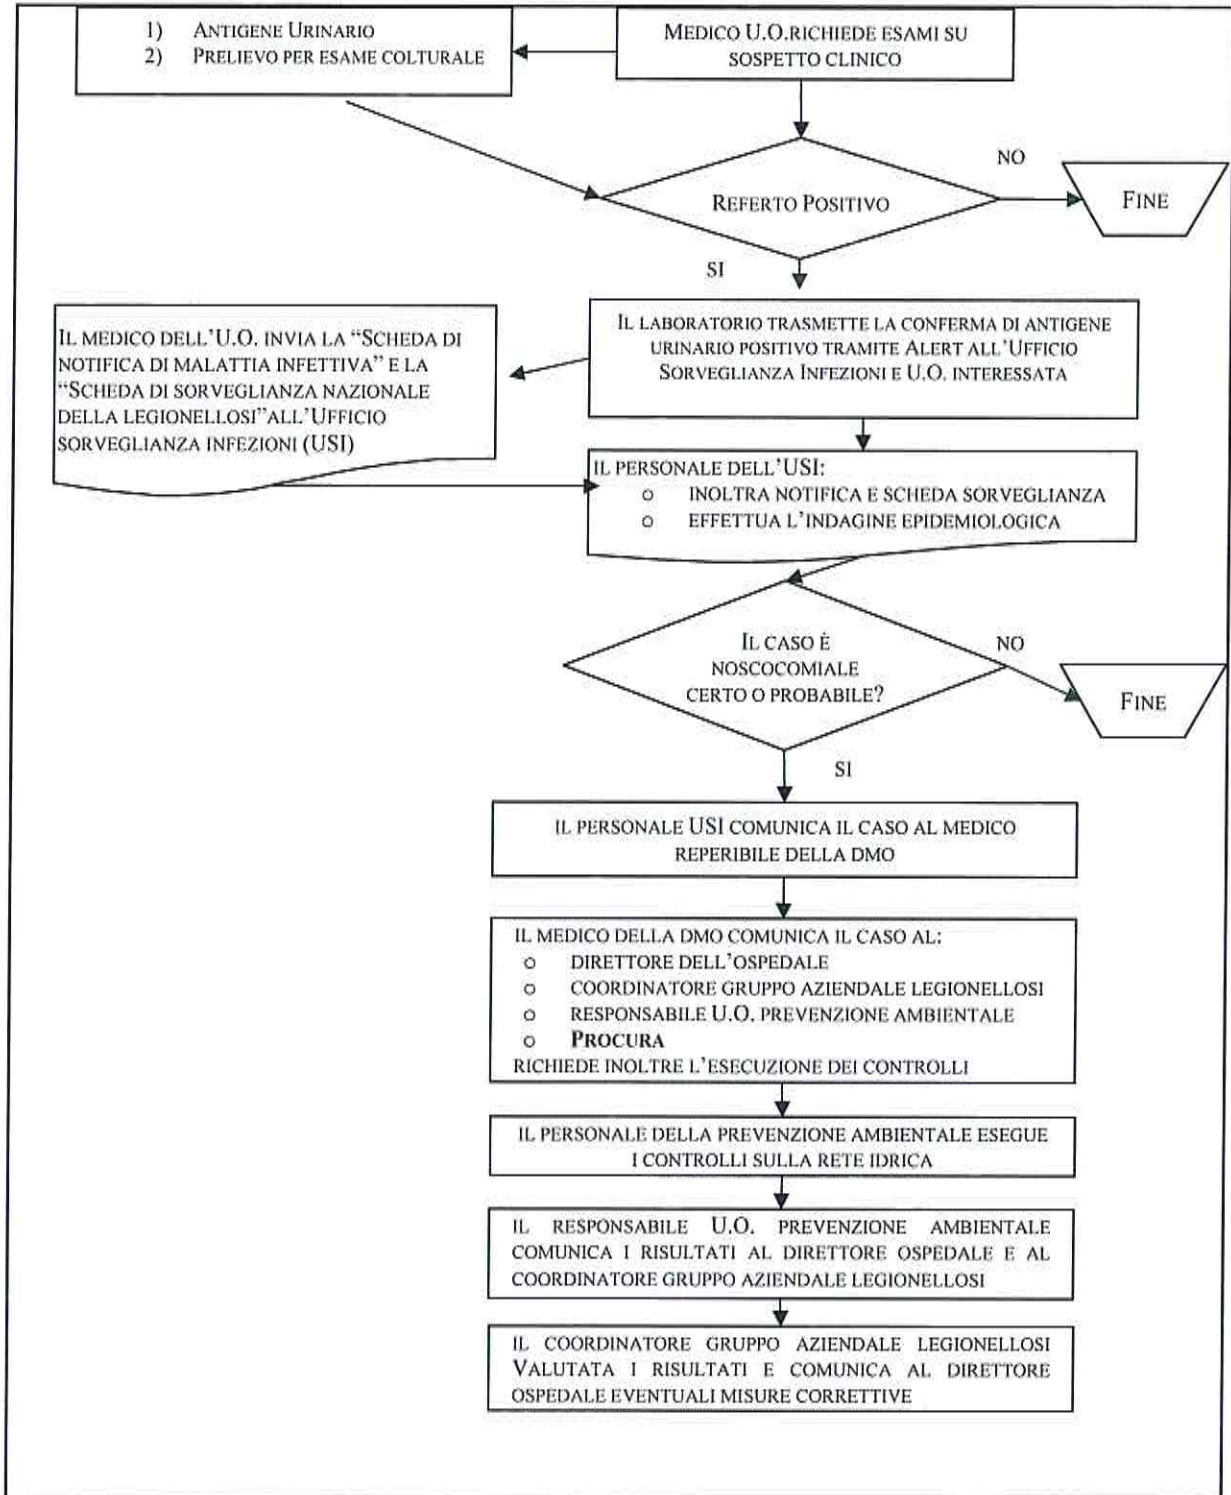 1) ANTIGENE URINARIO
2) PRELIEVO PER ESAME COLTURALE
MEDICO U.O.RICHIEDE ESAMI SU
SOSPETTO CLINICO
REFERTO POSITIVO
NO
FINE
SI
IL LABORATORIO TRASMETTE LA CONFERMA DI ANTIGENE
URINARIO POSITIVO TRAMITE ALERT ALL'UFFICIO
SORVEGLIANZA INFEZIONI E U.O. INTERESSATA
IL MEDICO DELL'U.O. INVIA LA “SCHEDA DI
NOTIFICA DI MALATTIA INFETTIVA” E LA
“SCHEDA DI SORVEGLIANZA NAZIONALE
DELLA LEGIONELLOSI”ALL'UFFICIO
SORVEGLIANZA INFEZIONI (USI)
IL PERSONALE DELL'USI:
o INOLTRA NOTIFICA E SCHEDA SORVEGLIANZA
o EFFETTUA L'INDAGINE EPIDEMIOLOGICA
IL CASO È
NOSCOCOMIALE
CERTO O PROBABILE?
NO
FINE
SI
IL PERSONALE USI COMUNICA IL CASO AL MEDICO
REPERIBILE DELLA DMO
IL MEDICO DELLA DMO COMUNICA IL CASO AL:
o DIRETTORE DELL'OSPEDALE
o COORDINATORE GRUPPO AZIENDALE LEGIONELLOSI
o RESPONSABILE U.O. PREVENZIONE AMBIENTALE
o PROCURA
RICHIEDE INOLTRE L'ESECUZIONE DEI CONTROLLI
IL PERSONALE DELLA PREVENZIONE AMBIENTALE ESEGUE
I CONTROLLI SULLA RETE IDRICA
IL RESPONSABILE U.O. PREVENZIONE AMBIENTALE
COMUNICA I RISULTATI AL DIRETTORE OSPEDALE E AL
COORDINATORE GRUPPO AZIENDALE LEGIONELLOSI
IL COORDINATORE GRUPPO AZIENDALE LEGIONELLOSI
VALUTATA I RISULTATI E COMUNICA AL DIRETTORE
OSPEDALE EVENTUALI MISURE CORRETTIVE